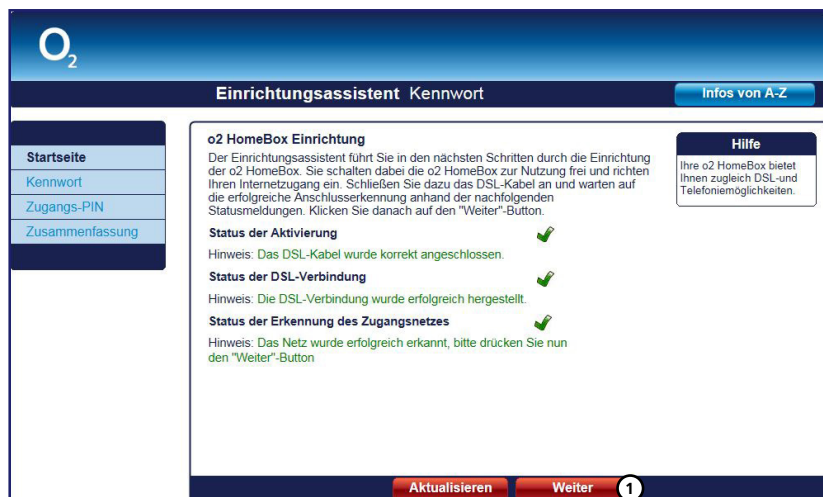 O2
Einrichtungsassistent Kennwort
Infos von A-Z
Startseite
Kennwort
Zugangs-PIN
Zusammenfassung
o2 HomeBox Einrichtung
Der Einrichtungsassistent führt Sie in den nächsten Schritten durch die Einrichtung
der o2 HomeBox. Sie schalten dabei die o2 HomeBox zur Nutzung frei und richten
Ihren Internetzugang ein. Schließen Sie dazu das DSL-Kabel an und warten auf
die erfolgreiche Anschlusserkennung anhand der nachfolgenden
Statusmeldungen. Klicken Sie danach auf den "Weiter"-Button.
Status der Aktivierung
Hinweis: Das DSL-Kabel wurde korrekt angeschlossen.
Status der DSL-Verbindung
Hinweis: Die DSL-Verbindung wurde erfolgreich hergestellt.
Status der Erkennung des Zugangsnetzes
Hinweis: Das Netz wurde erfolgreich erkannt, bitte drücken Sie nun
den "Weiter"-Button
Hilfe
Ihre o2 HomeBox bietet
Ihnen zugleich DSL-und
Telefoniemöglichkeiten.
Aktualisieren
Weiter
1